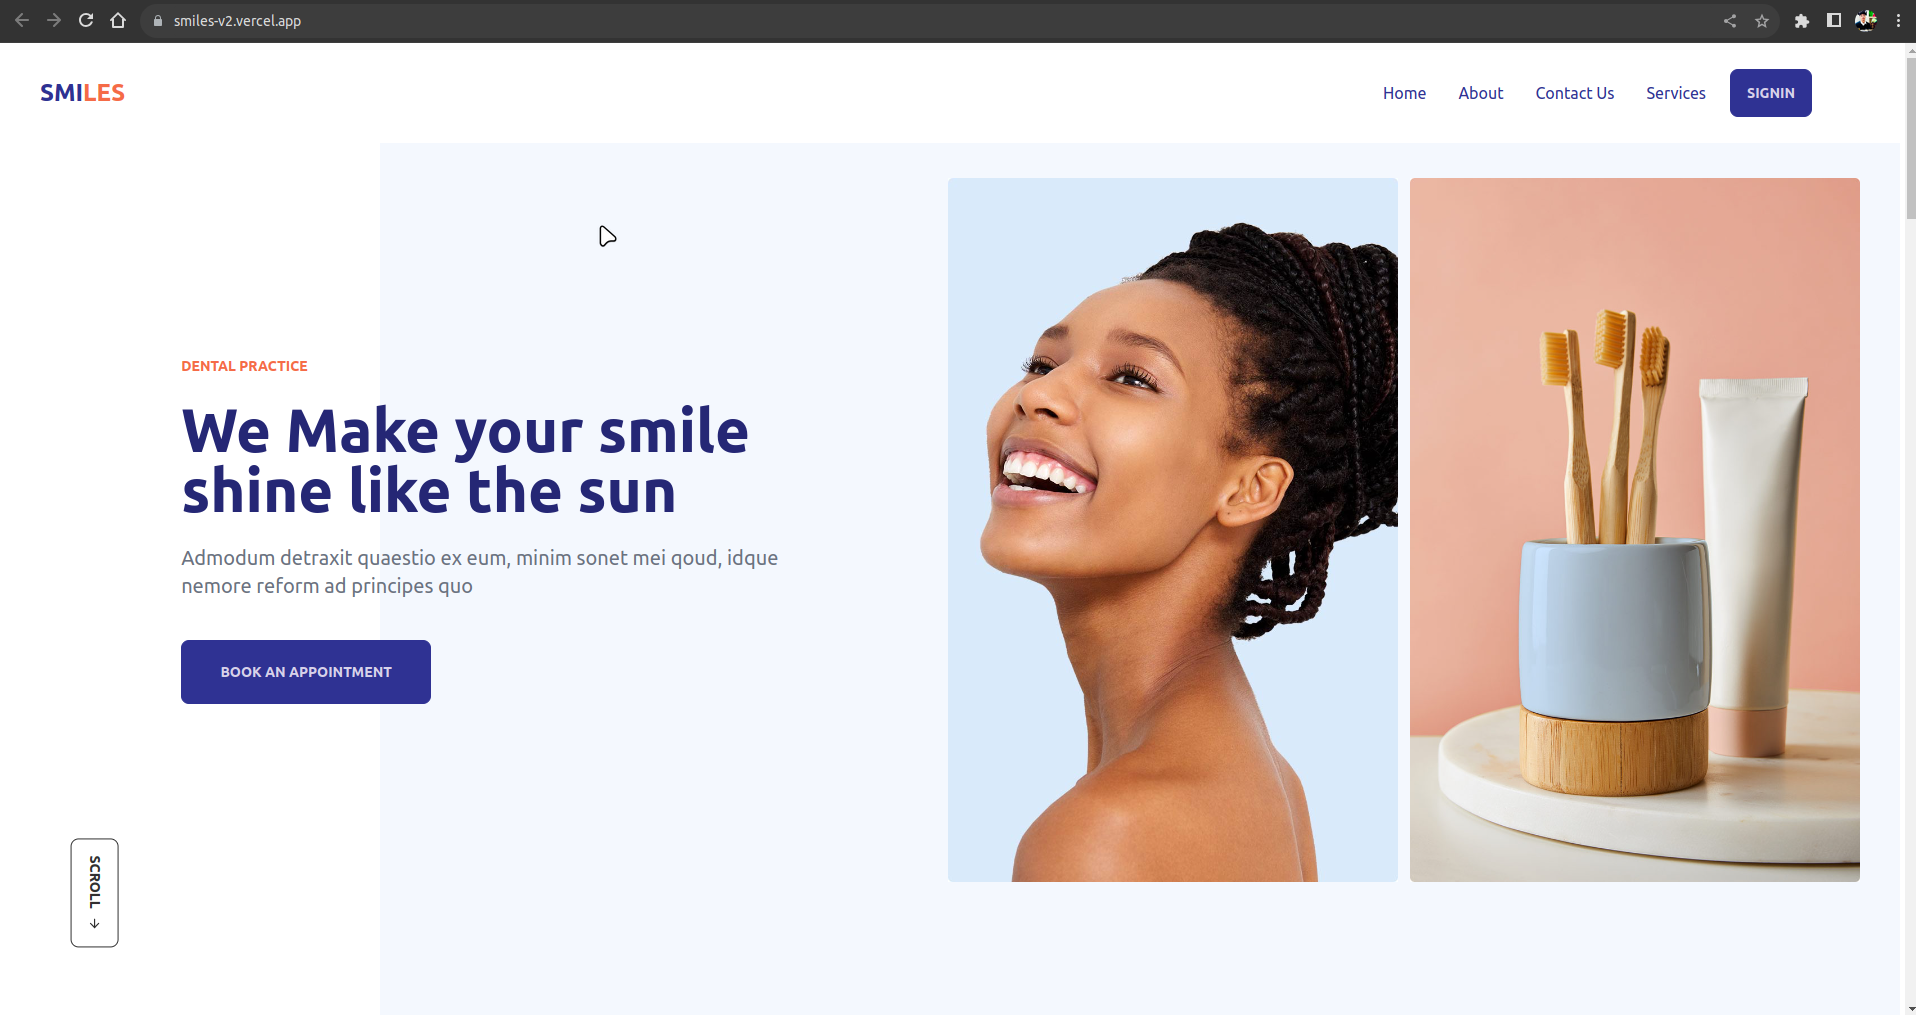 smiles-v2.vercel.app
SMILES
Home About Contact Us Services SIGNIN
DENTAL PRACTICE
We Make your smile
shine like the sun
Admodum detraxit quaestio ex eum, minim sonet mei qoud, idque
nemore reform ad principes quo
BOOK AN APPOINTMENT
SCROLL